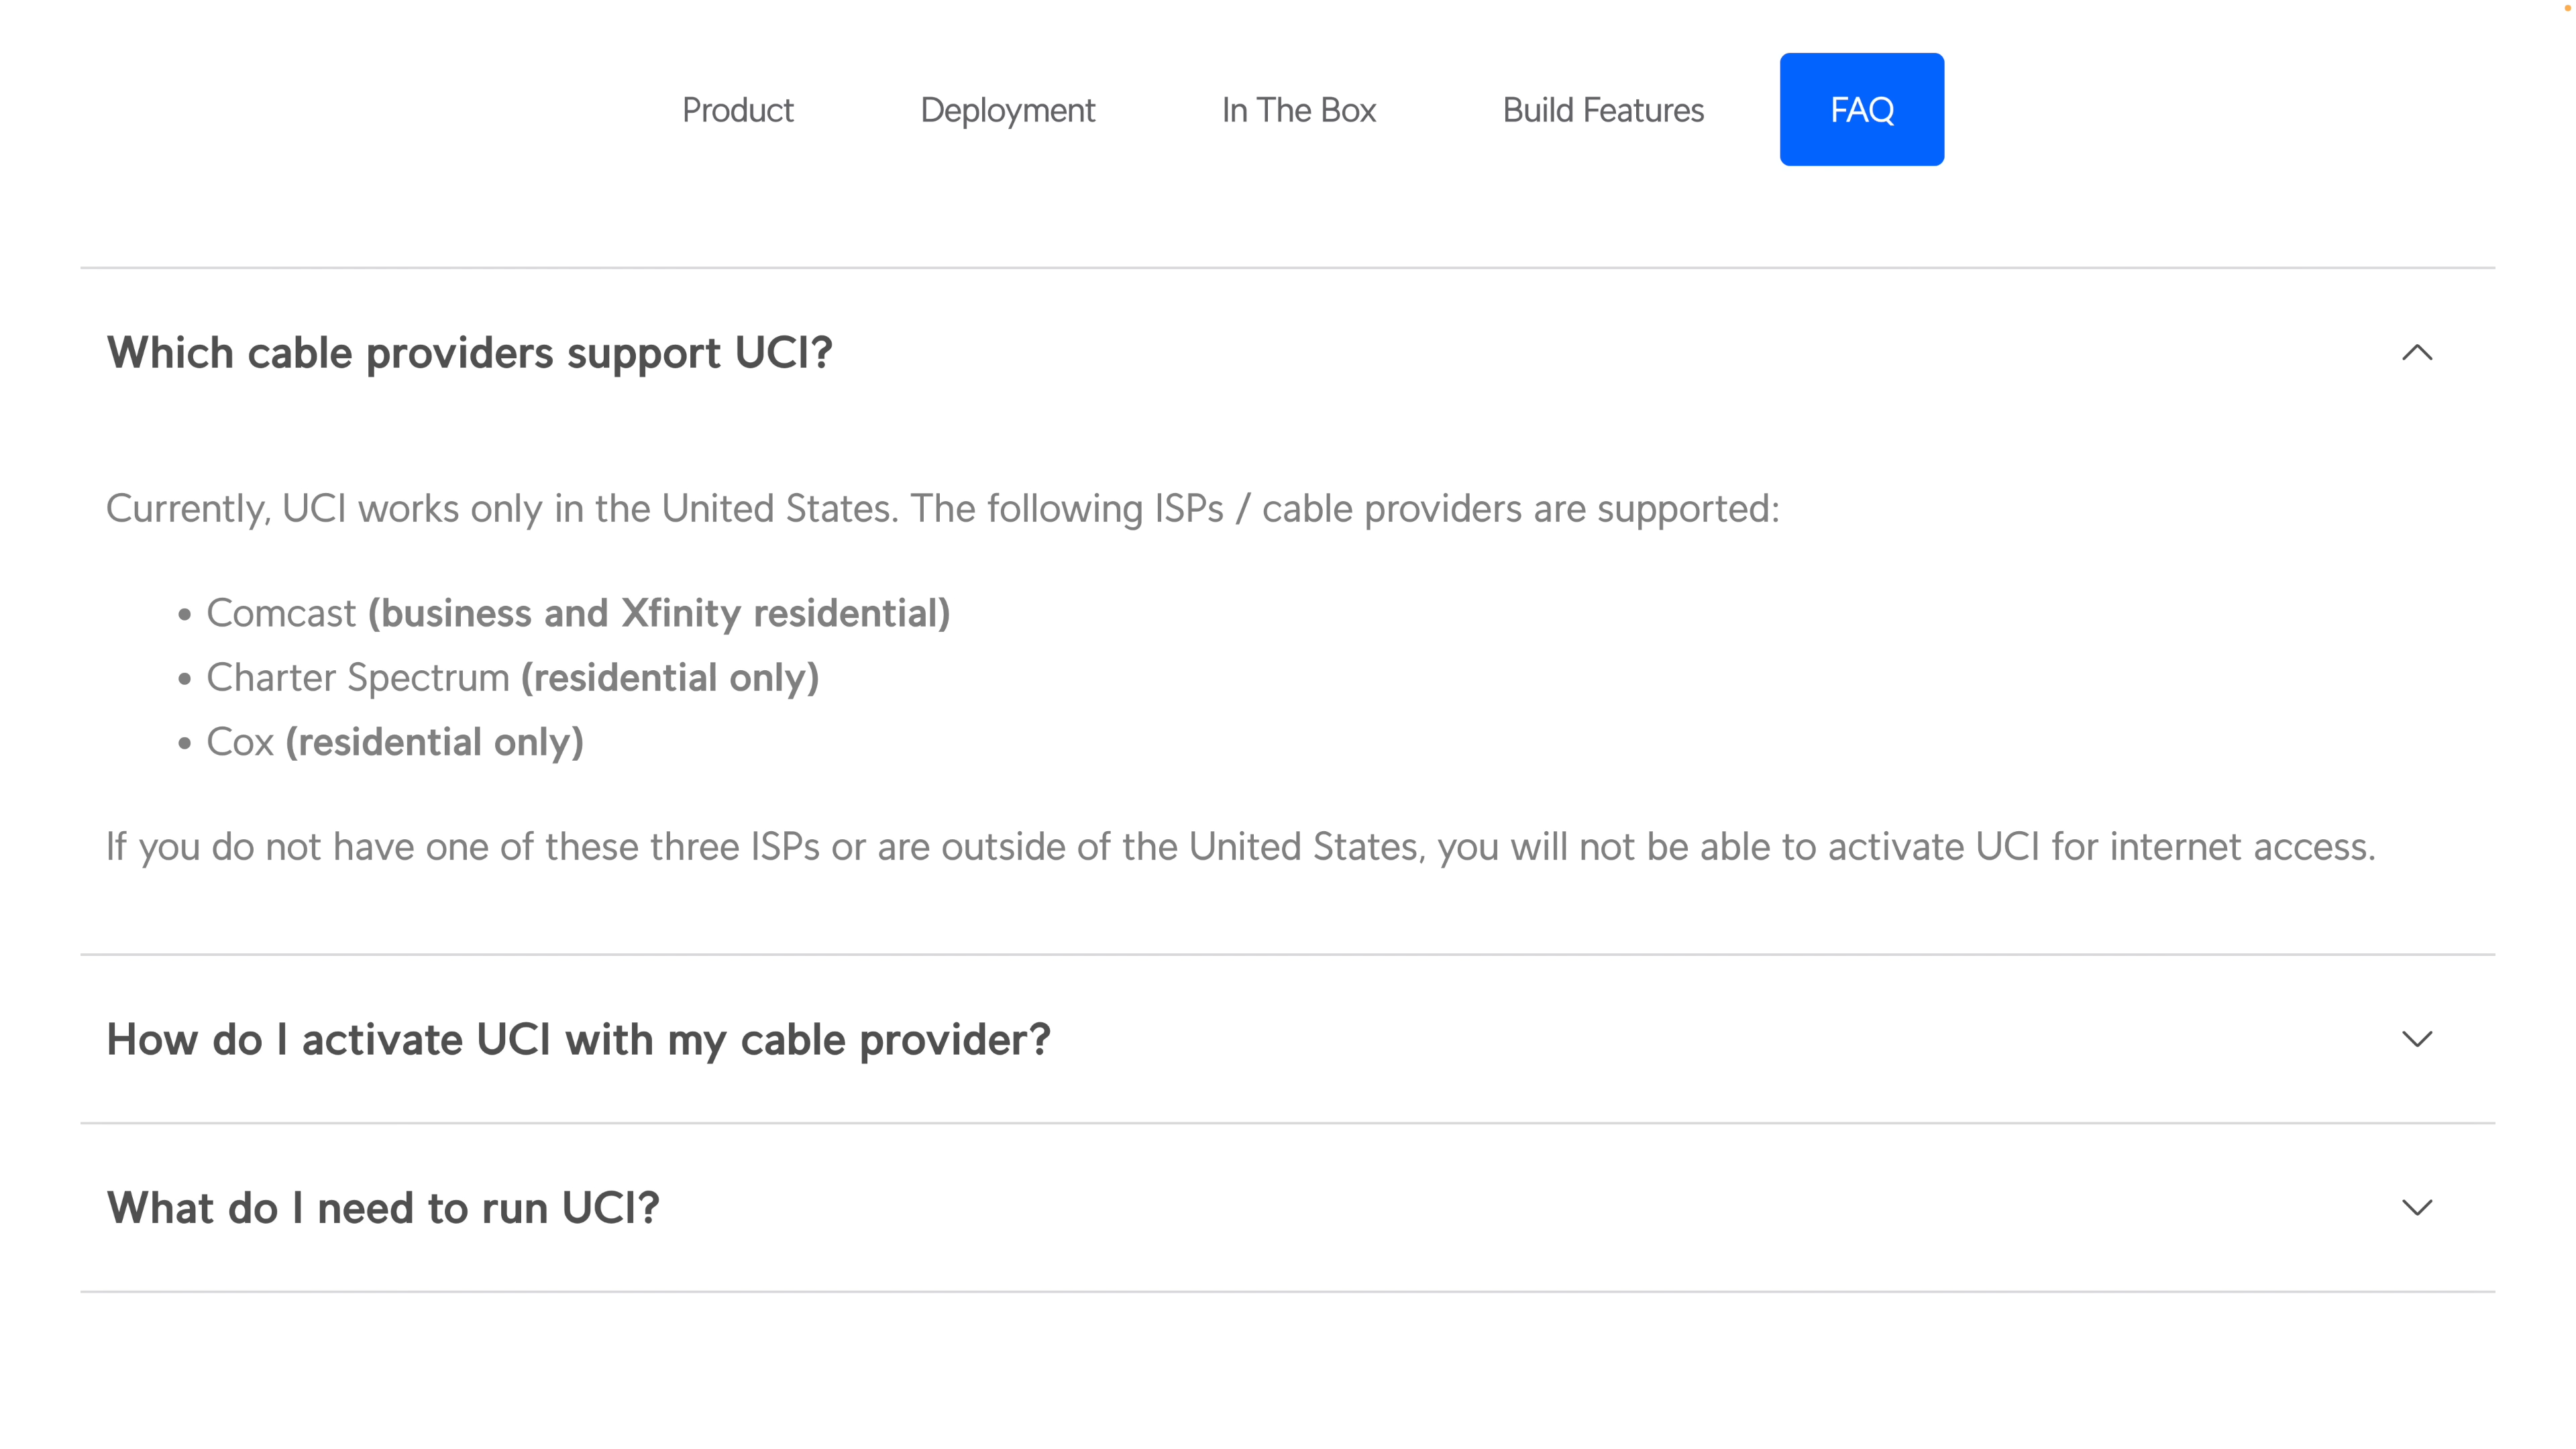 Product Deployment In The Box Build Features FAQ
Which cable providers support UCI?
Currently, UCI works only in the United States. The following ISPs / cable providers are supported:
• Comcast (business and Xfinity residential)
• Charter Spectrum (residential only)
• Cox (residential only)
If you do not have one of these three ISPs or are outside of the United States, you will not be able to activate UCI for internet access.
How do I activate UCI with my cable provider?
What do I need to run UCI?